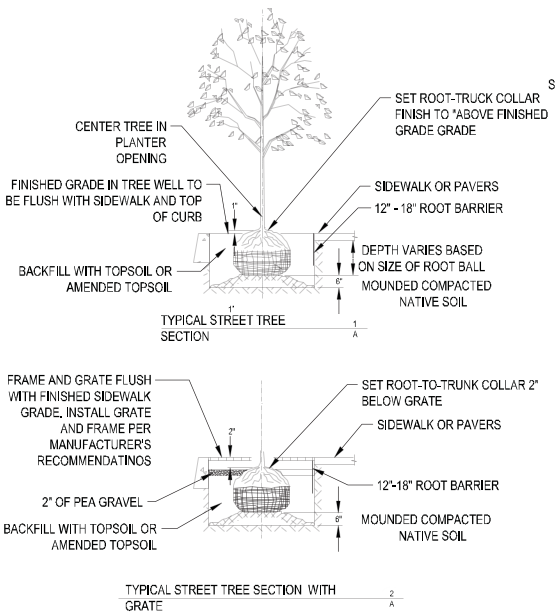 S
SET ROOT-TRUCK COLLAR
FINISH TO "ABOVE FINISHED
GRADE GRADE
CENTER TREE IN
PLANTER
OPENING
FINISHED GRADE IN TREE WELL TO
BE FLUSH WITH SIDEWALK AND TOP
OF CURB
1"
SIDEWALK OR PAVERS
12" - 18" ROOT BARRIER
DEPTH VARIES BASED
ON SIZE OF ROOT BALL
BACKFILL WITH TOPSOIL OR
AMENDED TOPSOIL
6"
MOUNDED COMPACTED
NATIVE SOIL
1"
TYPICAL STREET TREE
SECTION
1
A
FRAME AND GRATE FLUSH
WITH FINISHED SIDEWALK
GRADE. INSTALL GRATE
AND FRAME PER
MANUFACTURER'S
RECOMMENDATINOS
2"
SET ROOT-TO-TRUNK COLLAR 2"
BELOW GRATE
SIDEWALK OR PAVERS
2" OF PEA GRAVEL
12"-18" ROOT BARRIER
BACKFILL WITH TOPSOIL OR
AMENDED TOPSOIL
6"
MOUNDED COMPACTED
NATIVE SOIL
TYPICAL STREET TREE SECTION WITH
GRATE
2
A